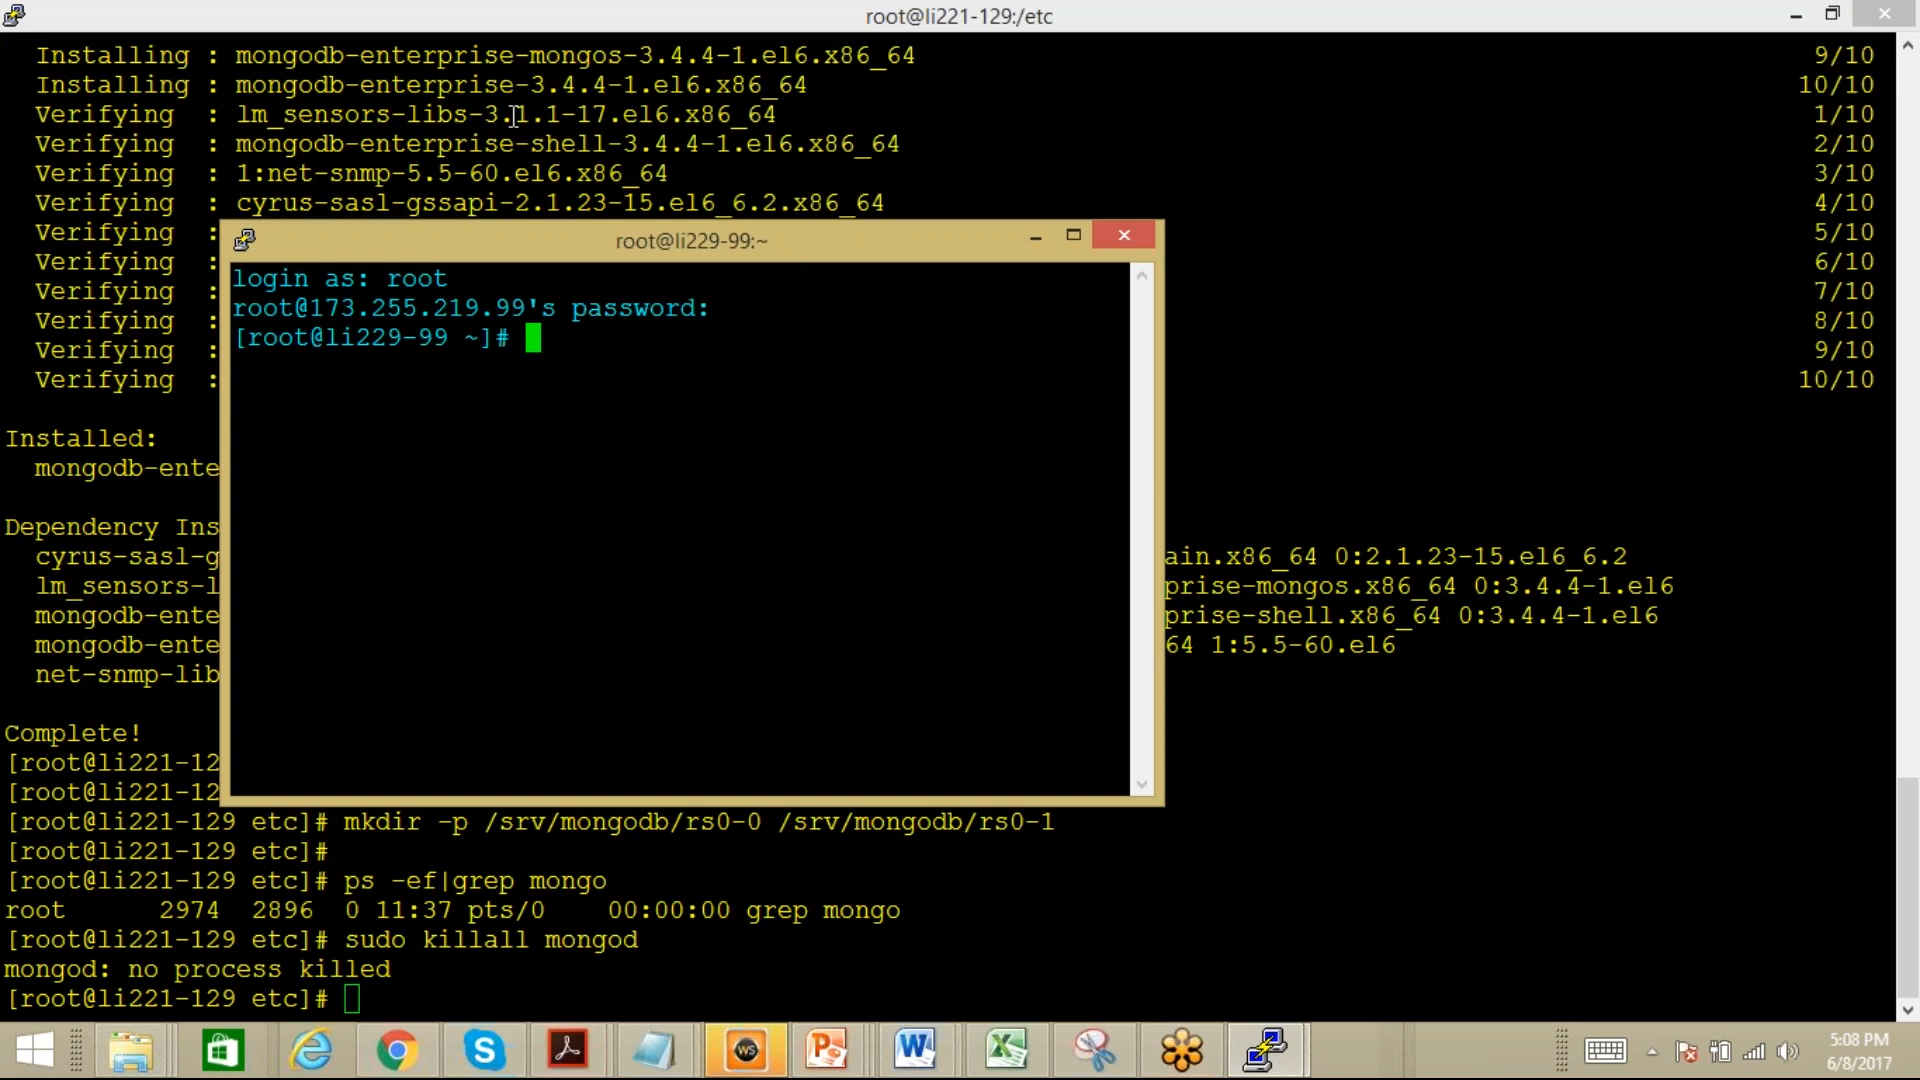 root@li221-129:/etc
Installing : mongodb-enterprise-mongos-3.4.4-1.el6.x86_64 9/10
Installing : mongodb-enterprise-3.4.4-1.el6.x86_64 10/10
Verifying : lm_sensors-libs-3.1.1-17.el6.x86_64 1/10
Verifying : mongodb-enterprise-shell-3.4.4-1.el6.x86_64 2/10
Verifying : 1:net-snmp-5.5-60.el6.x86_64 3/10
Verifying : cyrus-sasl-gssapi-2.1.23-15.el6_6.2.x86_64 4/10
Verifying : 5/10
Verifying : 6/10
Verifying : 7/10
Verifying : 8/10
Verifying : 9/10
Verifying : 10/10
root@li229-99:~
login as: root
root@173.255.219.99's password:
[root@li229-99 ~]#
Installed:
mongodb-ente
Dependency Ins
cyrus-sasl-g ain.x86_64 0:2.1.23-15.el6_6.2
lm_sensors-l prise-mongos.x86_64 0:3.4.4-1.el6
mongodb-ente prise-shell.x86_64 0:3.4.4-1.el6
mongodb-ente 64 1:5.5-60.el6
net-snmp-lib
Complete!
[root@li221-12
[root@li221-12
[root@li221-129 etc]# mkdir -p /srv/mongodb/rs0-0 /srv/mongodb/rs0-1
[root@li221-129 etc]#
[root@li221-129 etc]# ps -ef|grep mongo
root 2974 2896 0 11:37 pts/0 00:00:00 grep mongo
[root@li221-129 etc]# sudo killall mongod
mongod: no process killed
[root@li221-129 etc]#
WS
5:08 PM
6/8/2017